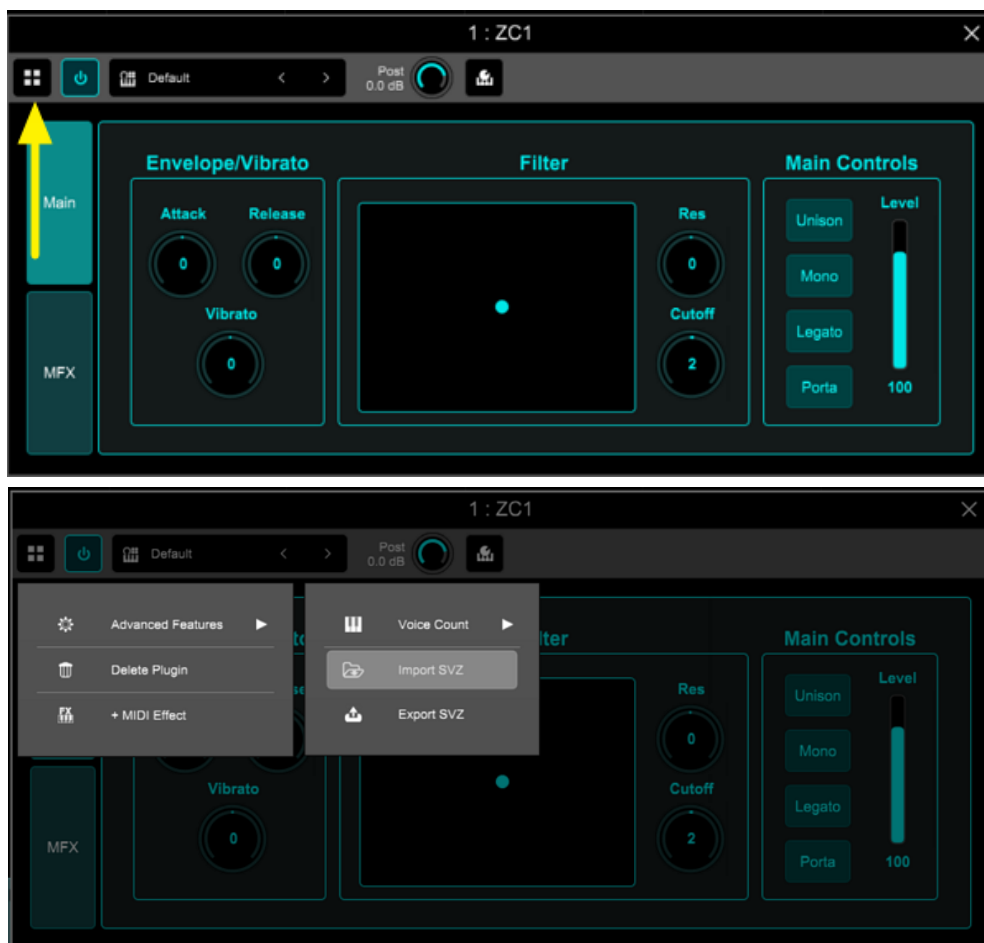 1 : ZC1
Default
Post
0.0 dB
Main
MFX
Envelope/Vibrato
Attack
Release
0
0
Vibrato
0
Filter
Res
0
Cutoff
2
Main Controls
Unison
Mono
Legato
Porta
Level
100
1 : ZC1
Default
Post
0.0 dB
Advanced Features
Delete Plugin
FX
+ MIDI Effect
Voice Count
Import SVZ
Export SVZ
MFX
Vibrato
0
Res
0
Cutoff
2
Main Controls
Unison
Mono
Legato
Porta
Level
100